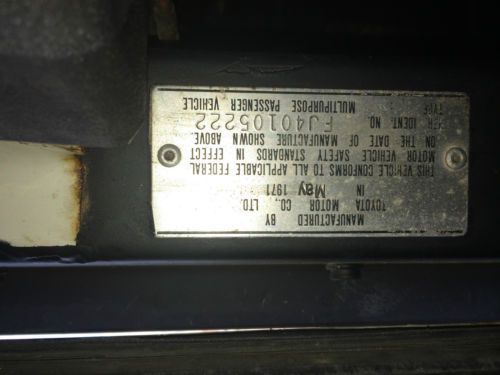 MANUFACTURED BY
TOYOTA MOTOR CO., LTD.
IN May 1971
THIS VEHICLE CONFORMS TO ALL APPLICABLE FEDERAL
MOTOR VEHICLE SAFETY STANDARDS IN EFFECT
ON THE DATE OF MANUFACTURE SHOWN ABOVE.
VEH. IDENT. NO. FJ40105222
TYPE MULTIPURPOSE PASSENGER VEHICLE